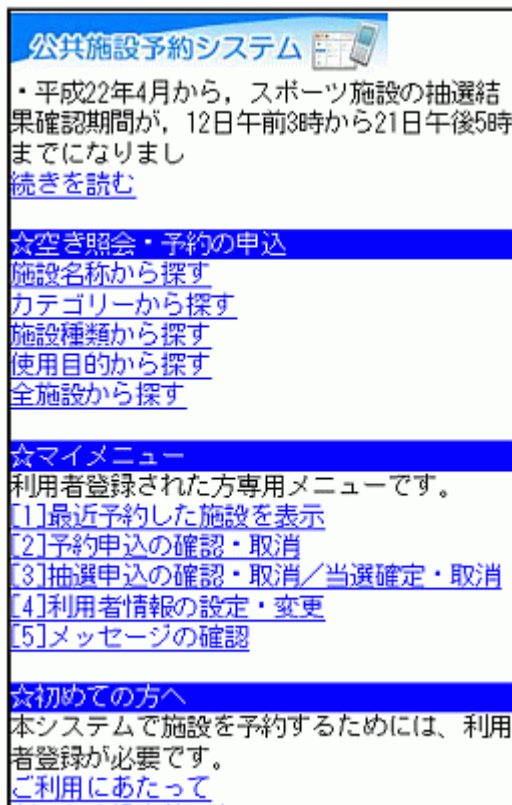 公共施設予約システム
・平成22年4月から，スポーツ施設の抽選結
果確認期間が，12日午前3時から21日午後5時
までになりまし
続きを読む
☆空き照会・予約の申込
施設名称から探す
カテゴリーから探す
施設種類から探す
使用目的から探す
全施設から探す
☆マイメニュー
利用者登録された方専用メニューです。
[1]最近予約した施設を表示
[2]予約申込の確認・取消
[3]抽選申込の確認・取消／当選確定・取消
[4]利用者情報の設定・変更
[5]メッセージの確認
☆初めての方へ
本システムで施設を予約するためには、利用
者登録が必要です。
ご利用にあたって